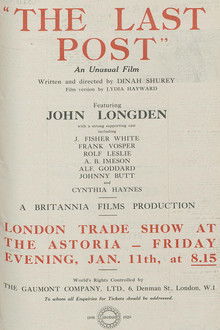 "THE LAST
POST"
An Unusual Film
Written and directed by DINAH SHUREY
Film version by LYDIA HAYWARD
Featuring
JOHN LONGDEN
with a strong supporting cast
including
J. FISHER WHITE
FRANK VOSPER
ROLF LESLIE
A. B. IMESON
ALF. GODDARD
JOHNNY BUTT
and
CYNTHIA HAYNES
A BRITANNIA FILMS PRODUCTION
LONDON TRADE SHOW AT
THE ASTORIA — FRIDAY
EVENING, JAN. 11th, at 8.15
World's Rights Controlled by
THE GAUMONT COMPANY, LTD., 6, Denman St., London, W.1
To whom all Enquiries for Tickets should be addressed.